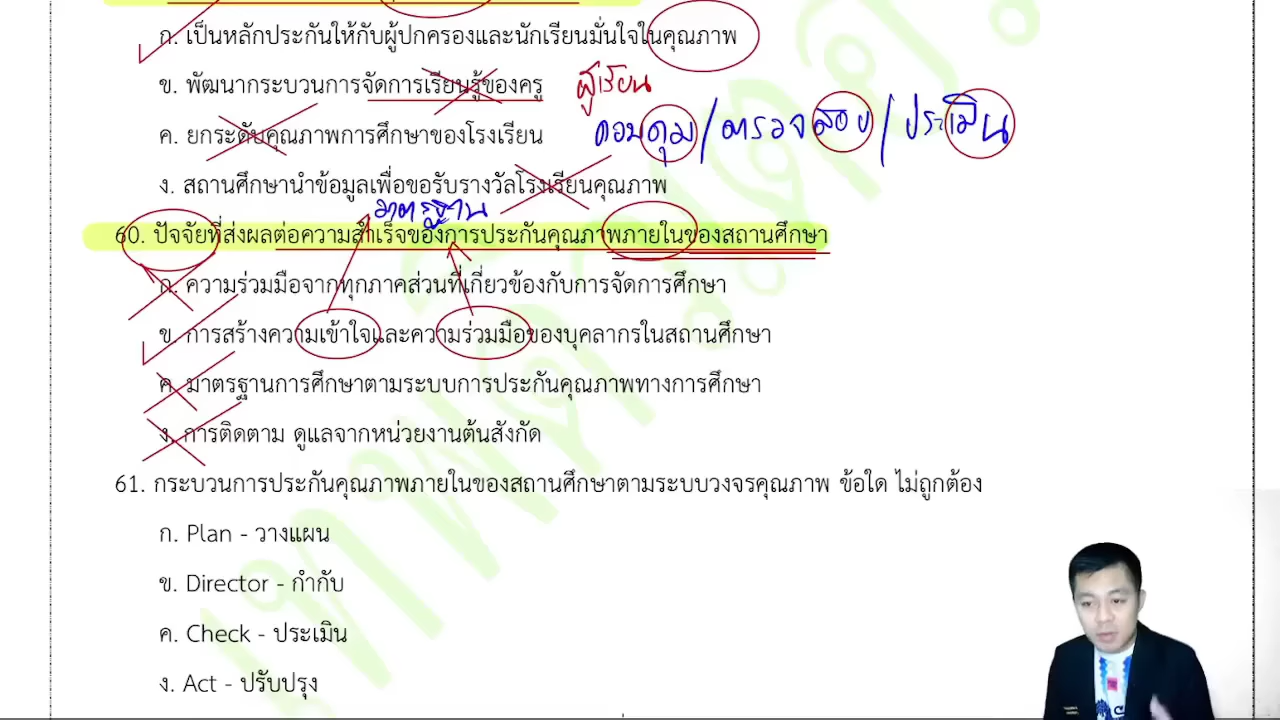 ก. เป็นหลักประกันให้กับผู้ปกครองและนักเรียนมั่นใจในคุณภาพ
ข. พัฒนากระบวนการจัดการเรียนรู้ของครู ผู้เรียน
ควบคุม / ตรวจสอบ / ประเมิน
ค. ยกระดับคุณภาพการศึกษาของโรงเรียน
ง. สถานศึกษานำข้อมูลเพื่อขอรับรางวัลโรงเรียนคุณภาพ
มาตรฐาน
60. ปัจจัยที่ส่งผลต่อความสำเร็จของการประกันคุณภาพภายในของสถานศึกษา
ก. ความร่วมมือจากทุกภาคส่วนที่เกี่ยวข้องกับการจัดการศึกษา
ข. การสร้างความเข้าใจและความร่วมมือของบุคลากรในสถานศึกษา
ค. มาตรฐานการศึกษาตามระบบการประกันคุณภาพทางการศึกษา
ง. การติดตาม ดูแลจากหน่วยงานต้นสังกัด
61. กระบวนการประกันคุณภาพภายในของสถานศึกษาตามระบบวงจรคุณภาพ ข้อใด ไม่ถูกต้อง
ก. Plan - วางแผน
ข. Director - กำกับ
ค. Check - ประเมิน
ง. Act - ปรับปรุง